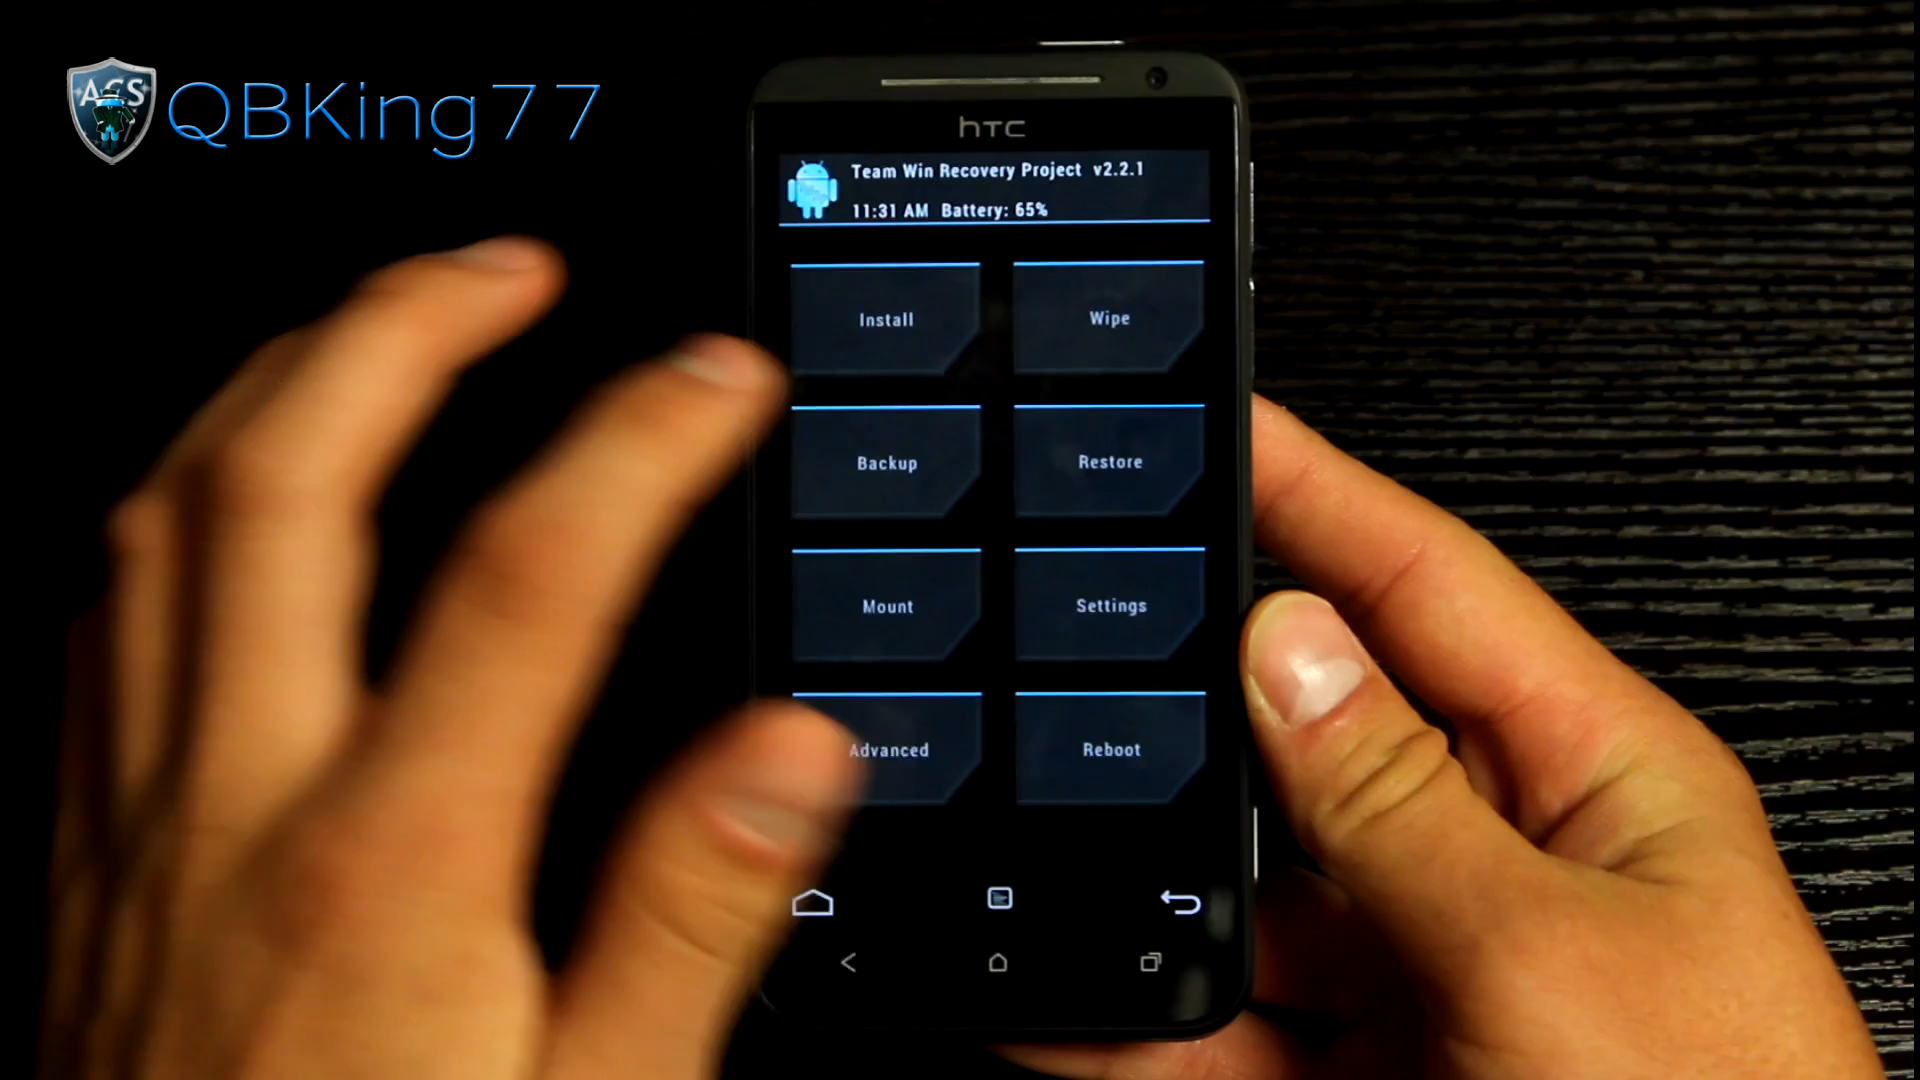 ACS
QBKing77
hTC
Team Win Recovery Project v2.2.1
11:31 AM Battery: 65%
Install
Wipe
Backup
Restore
Mount
Settings
Advanced
Reboot